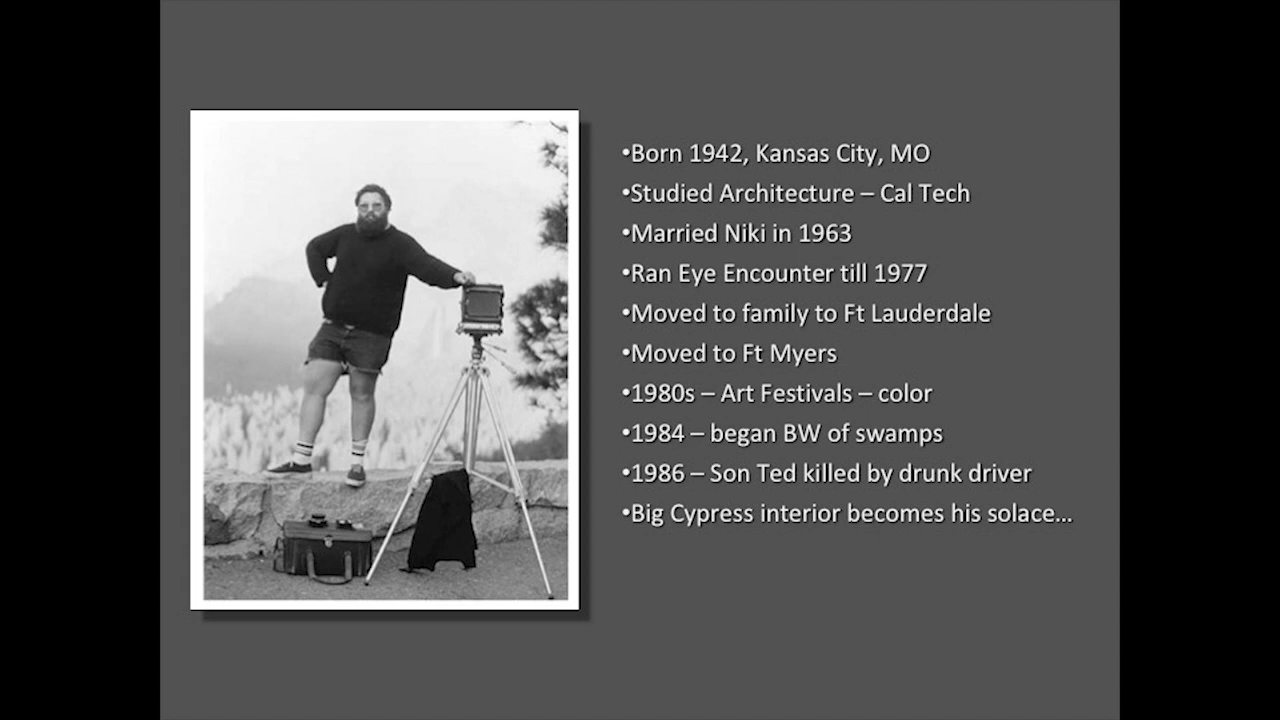 •Born 1942, Kansas City, MO
•Studied Architecture – Cal Tech
•Married Niki in 1963
•Ran Eye Encounter till 1977
•Moved to family to Ft Lauderdale
•Moved to Ft Myers
•1980s – Art Festivals – color
•1984 – began BW of swamps
•1986 – Son Ted killed by drunk driver
•Big Cypress interior becomes his solace…